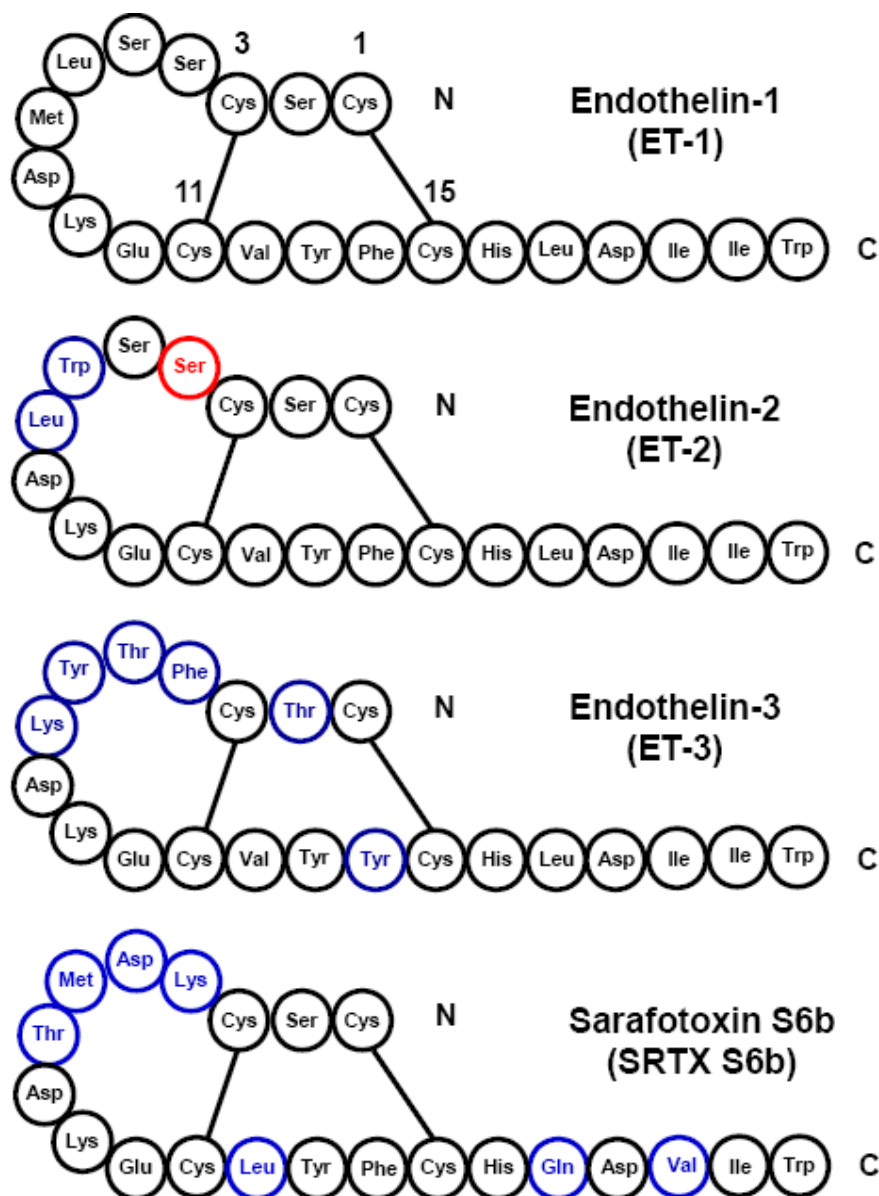 Ser
Leu Ser 3 1
Cys Ser Cys N Endothelin-1
Met (ET-1)
Asp 11 15
Lys
Glu Cys Val Tyr Phe Cys His Leu Asp Ile Ile Trp C
Ser
Trp Ser
Leu Cys Ser Cys N Endothelin-2
(ET-2)
Asp
Lys
Glu Cys Val Tyr Phe Cys His Leu Asp Ile Ile Trp C
Thr
Tyr Phe
Lys Cys Thr Cys N Endothelin-3
(ET-3)
Asp
Lys
Glu Cys Val Tyr Tyr Cys His Leu Asp Ile Ile Trp C
Asp
Met Lys
Thr Cys Ser Cys N Sarafotoxin S6b
(SRTX S6b)
Asp
Lys
Glu Cys Leu Tyr Phe Cys His Gln Asp Val Ile Trp C